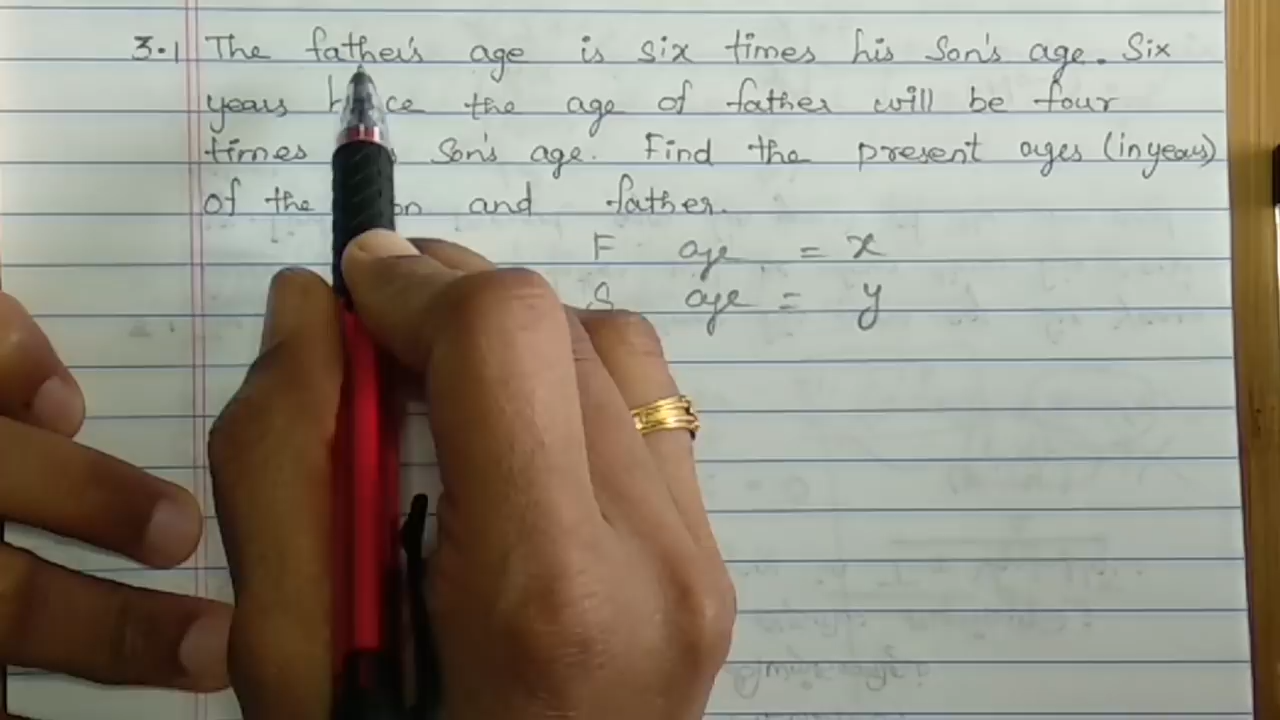 3.1 The father's age is six times his Son's age. Six
years the age of father will be four
times Son's age. Find the present ages (in years)
of the and father.
F age = x
S age = y